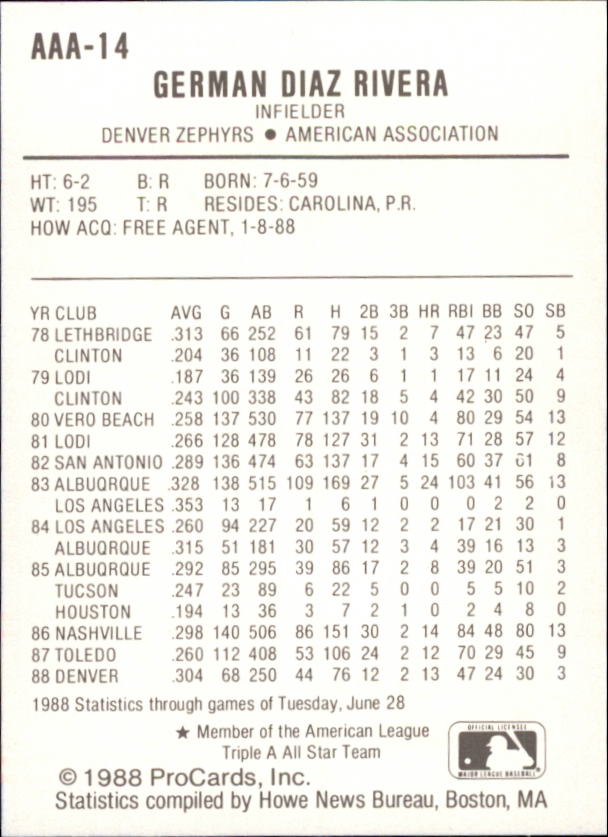 AAA-14
GERMAN DIAZ RIVERA
INFIELDER
DENVER ZEPHYRS ● AMERICAN ASSOCIATION
HT: 6-2 B: R BORN: 7-6-59
WT: 195 T: R RESIDES: CAROLINA, P.R.
HOW ACQ: FREE AGENT, 1-8-88
YR CLUB AVG G AB R H 2B 3B HR RBI BB SO SB
78 LETHBRIDGE .313 66 252 61 79 15 2 7 47 23 47 5
CLINTON .204 36 108 11 22 3 1 3 13 6 20 1
79 LODI .187 36 139 26 26 6 1 1 17 11 24 4
CLINTON .243 100 338 43 82 18 5 4 42 30 50 9
80 VERO BEACH .258 137 530 77 137 19 10 4 80 29 54 13
81 LODI .266 128 478 78 127 31 2 13 71 28 57 12
82 SAN ANTONIO .289 136 474 63 137 17 4 15 60 37 61 8
83 ALBUQRQUE .328 138 515 109 169 27 5 24 103 41 56 13
LOS ANGELES .353 13 17 1 6 1 0 0 0 2 2 0
84 LOS ANGELES .260 94 227 20 59 12 2 2 17 21 30 1
ALBUQRQUE .315 51 181 30 57 12 3 4 39 16 13 3
85 ALBUQRQUE .292 85 295 39 86 17 2 8 39 20 51 3
TUCSON .247 23 89 6 22 5 0 0 5 5 10 2
HOUSTON .194 13 36 3 7 2 1 0 2 4 8 0
86 NASHVILLE .298 140 506 86 151 30 2 14 84 48 80 13
87 TOLEDO .260 112 408 53 106 24 2 12 70 29 45 9
88 DENVER .304 68 250 44 76 12 2 13 47 24 30 3
1988 Statistics through games of Tuesday, June 28
★ Member of the American League
Triple A All Star Team
OFFICIAL LICENSEE
MAJOR LEAGUE BASEBALL
© 1988 ProCards, Inc.
Statistics compiled by Howe News Bureau, Boston, MA